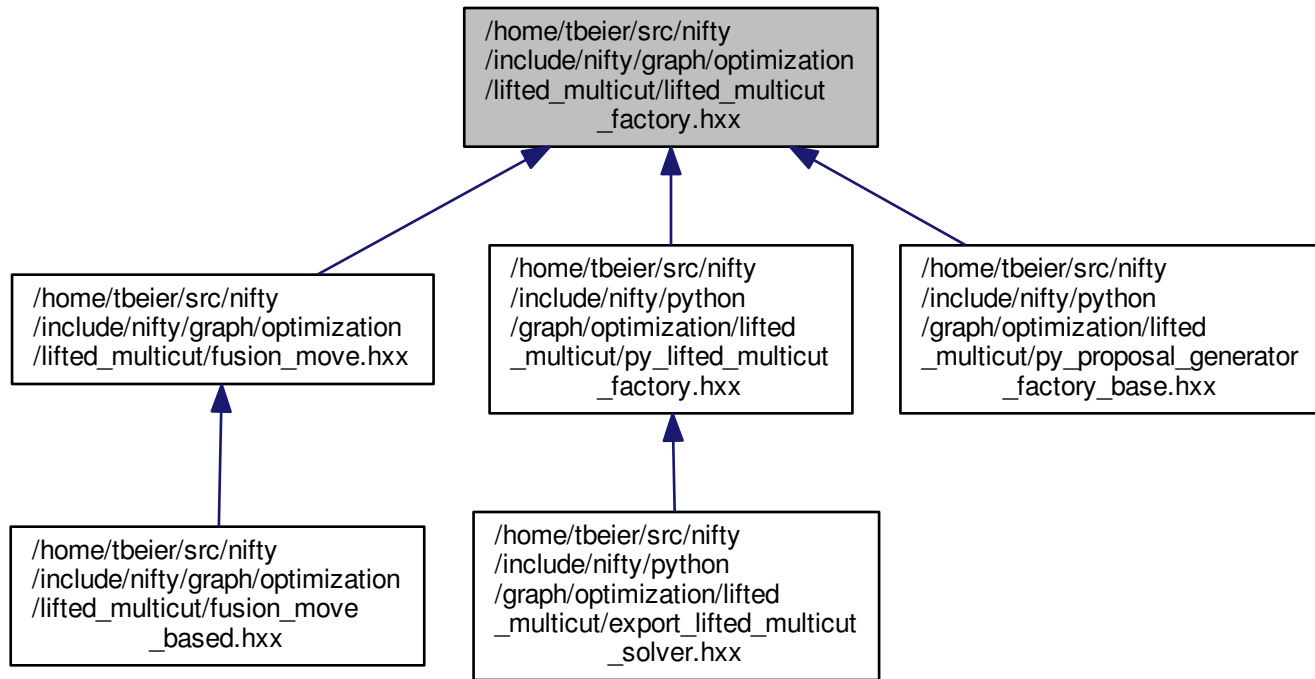 /home/tbeier/src/nifty
/include/nifty/graph/optimization
/lifted_multicut/lifted_multicut
_factory.hxx
/home/tbeier/src/nifty
/include/nifty/graph/optimization
/lifted_multicut/fusion_move.hxx
/home/tbeier/src/nifty
/include/nifty/python
/graph/optimization/lifted
_multicut/py_lifted_multicut
_factory.hxx
/home/tbeier/src/nifty
/include/nifty/python
/graph/optimization/lifted
_multicut/py_proposal_generator
_factory_base.hxx
/home/tbeier/src/nifty
/include/nifty/graph/optimization
/lifted_multicut/fusion_move
_based.hxx
/home/tbeier/src/nifty
/include/nifty/python
/graph/optimization/lifted
_multicut/export_lifted_multicut
_solver.hxx